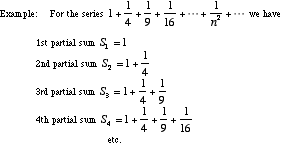 Example: For the series 1 + 1/4 + 1/9 + 1/16 + ··· + 1/n² + ··· we have
1st partial sum S₁ = 1
2nd partial sum S₂ = 1 + 1/4
3rd partial sum S₃ = 1 + 1/4 + 1/9
4th partial sum S₄ = 1 + 1/4 + 1/9 + 1/16
etc.